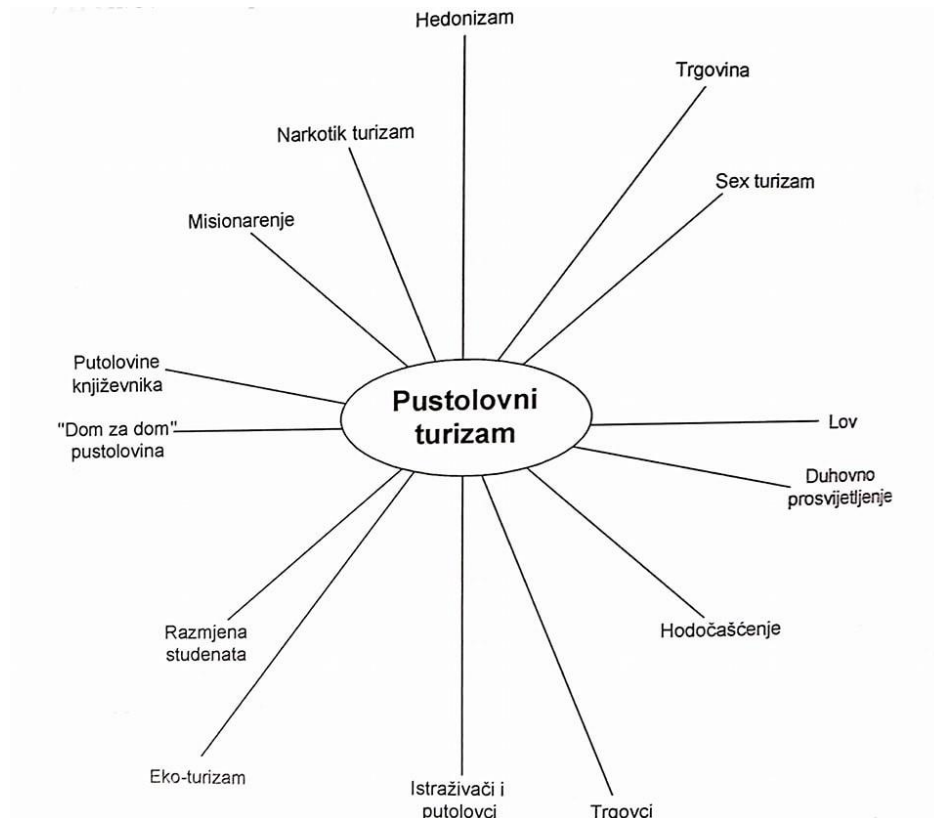 Hedonizam
Trgovina
Narkotik turizam
Sex turizam
Misionarenje
Putolovine
književnika
Pustolovni
turizam
"Dom za dom"
pustolovina
Lov
Duhovno
prosvijetljenje
Razmjena
studenata
Hodočašćenje
Eko-turizam
Istraživači i
putolovci
Trgovci